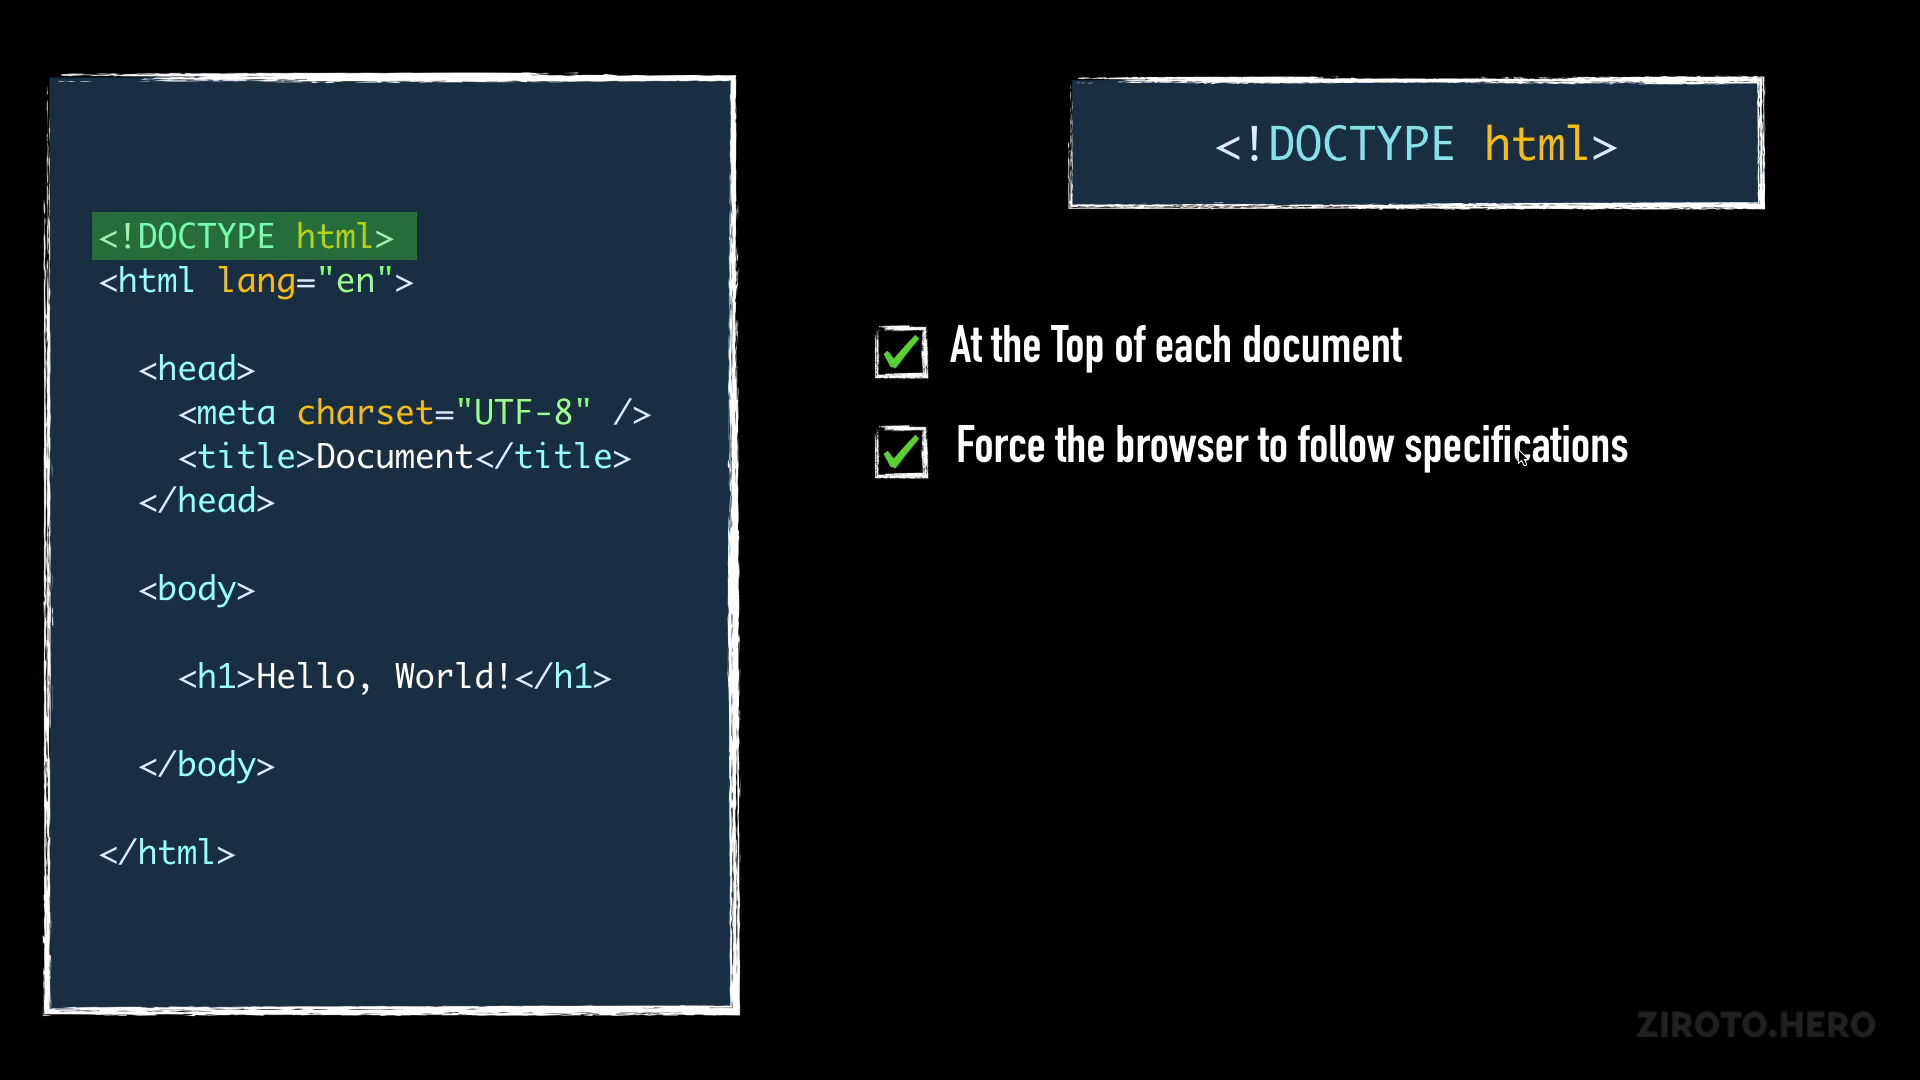 <!DOCTYPE html>
<html lang="en">
<head>
<meta charset="UTF-8" />
<title>Document</title>
</head>
<body>
<h1>Hello, World!</h1>
</body>
</html>
<!DOCTYPE html>
At the Top of each document
Force the browser to follow specifications
ZIROTO.HERO